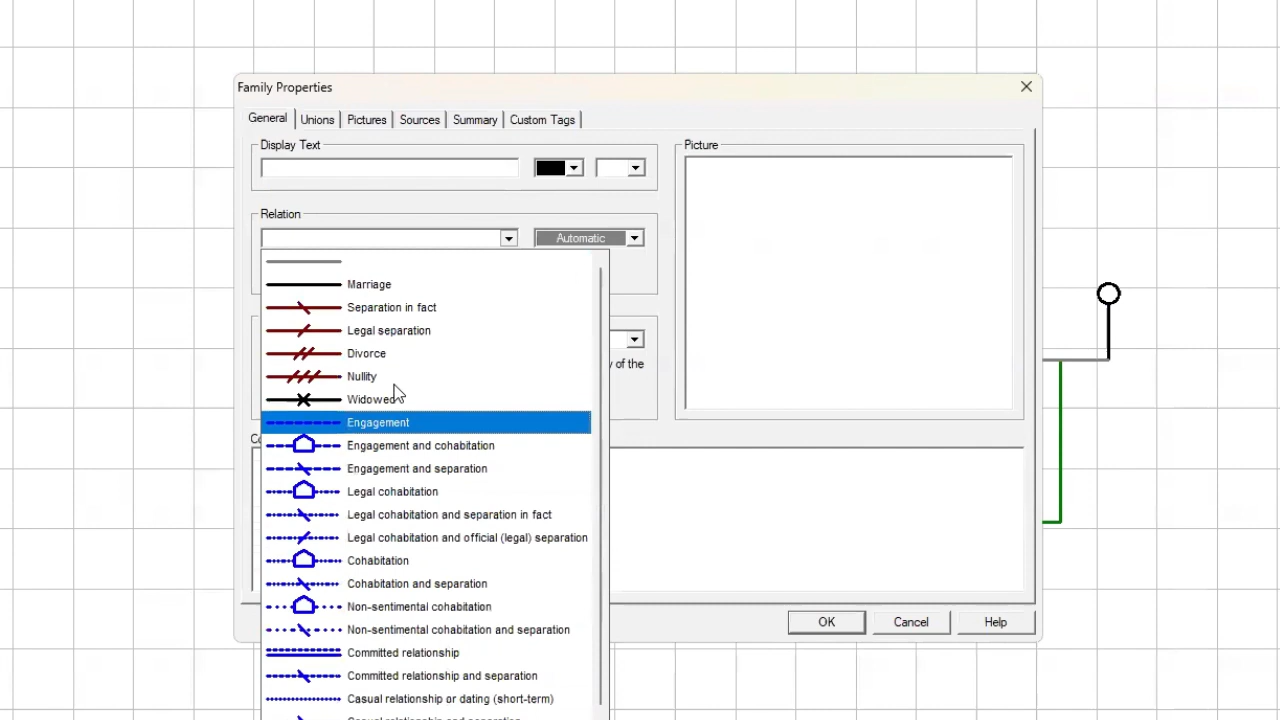 Family Properties
General Unions Pictures Sources Summary Custom Tags
Display Text
Picture
Relation
Automatic
Marriage
Separation in fact
Legal separation
Divorce
y of the
Nullity
Widowed
Engagement
Engagement and cohabitation
Engagement and separation
Legal cohabitation
Legal cohabitation and separation in fact
Legal cohabitation and official (legal) separation
Cohabitation
Cohabitation and separation
Non-sentimental cohabitation
OK Cancel Help
Non-sentimental cohabitation and separation
Committed relationship
Committed relationship and separation
Casual relationship or dating (short-term)